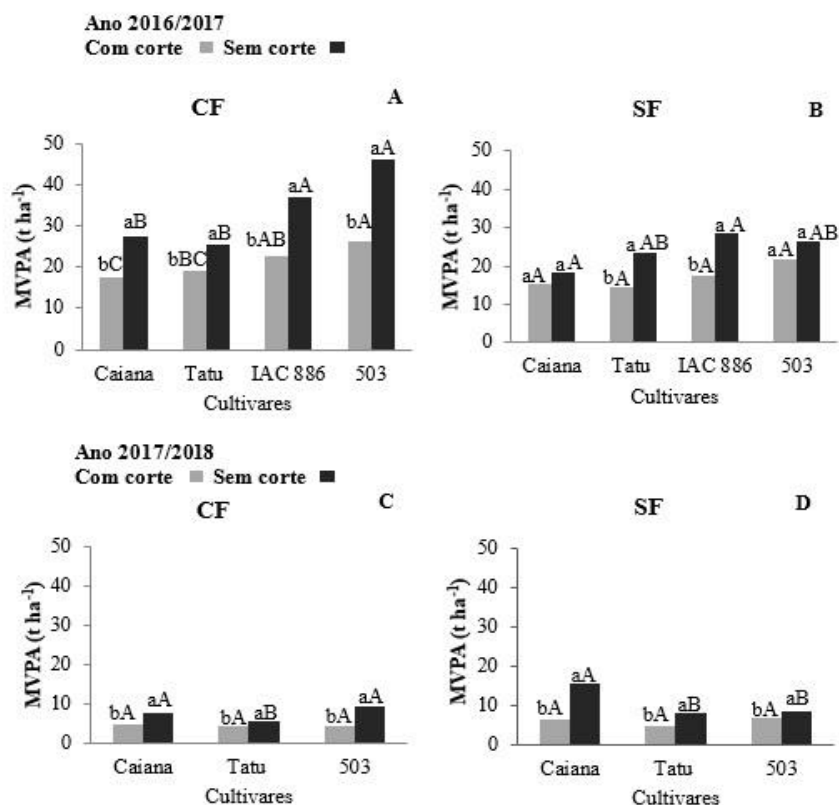 Ano 2016/2017
Com corte Sem corte
CF A
MVPA (t ha⁻¹)
50
40
30
20
10
0
bC aB bBC aB bAB aA bA aA
Caiana Tatu IAC 886 503
Cultivares
SF B
MVPA (t ha⁻¹)
50
40
30
20
10
0
aA aA bA a AB bA a A aA a AB
Caiana Tatu IAC 886 503
Cultivares
Ano 2017/2018
Com corte Sem corte
CF C
MVPA (t ha⁻¹)
50
40
30
20
10
0
bA aA bA aB bA aA
Caiana Tatu 503
Cultivares
SF D
MVPA (t ha⁻¹)
50
40
30
20
10
0
bA aA bA aB bA aB
Caiana Tatu 503
Cultivares